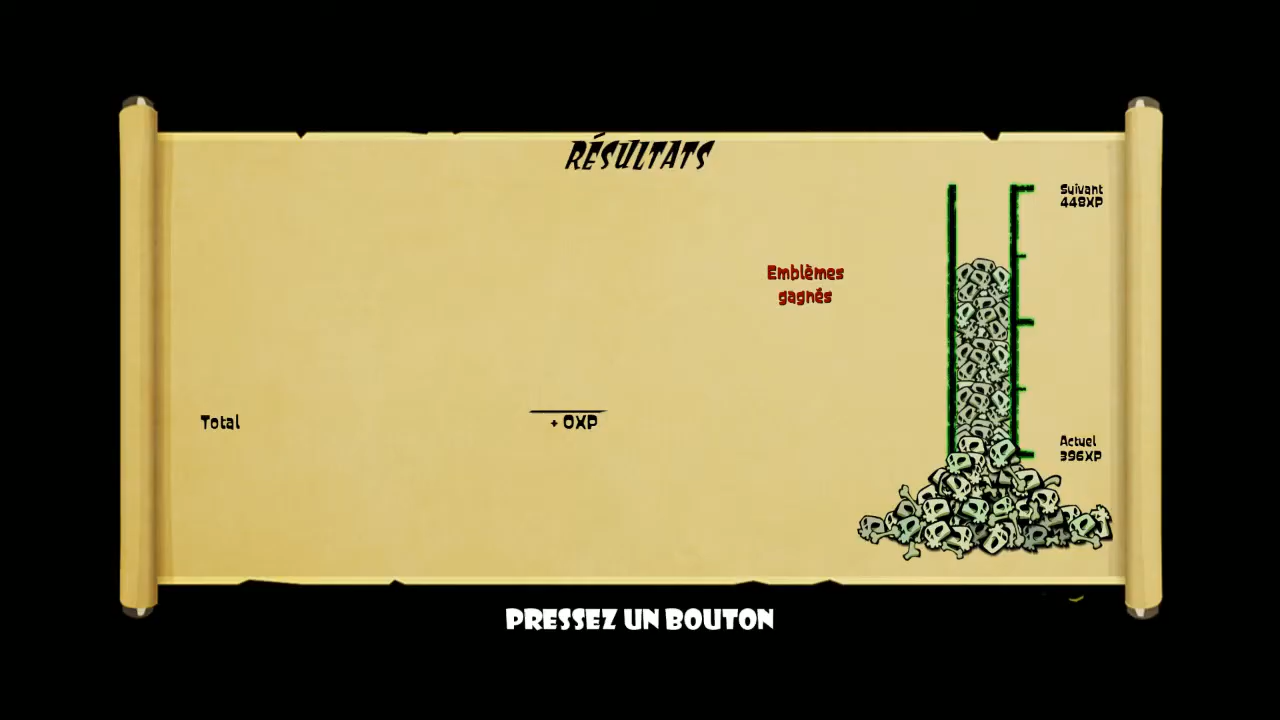 RÉSULTATS
Suivant
448XP
Emblèmes
gagnés
Total
+ 0XP
Actuel
396XP
PRESSEZ UN BOUTON